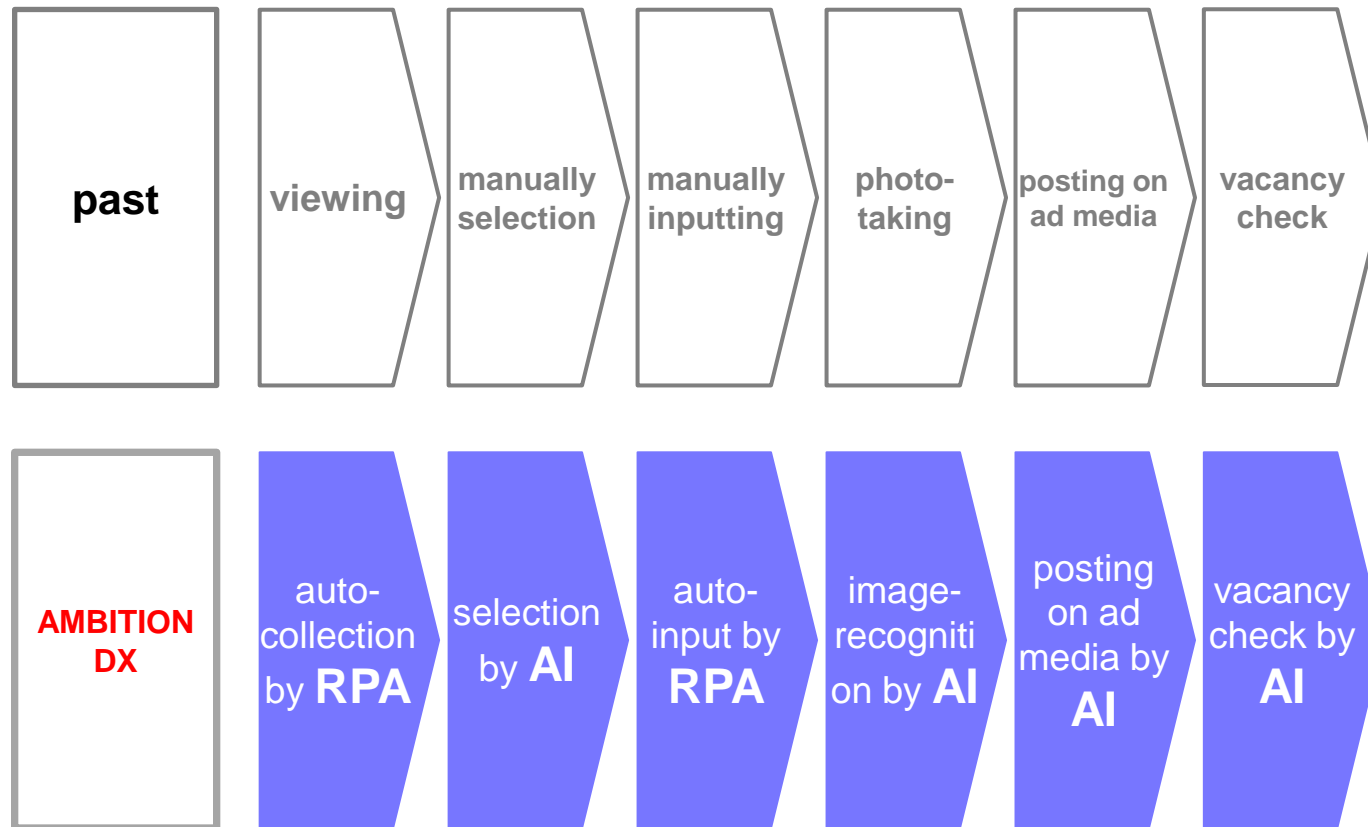 past
viewing
manually
selection
manually
inputting
photo-
taking
posting on
ad media
vacancy
check
AMBITION
DX
auto-
collection
by RPA
selection
by AI
auto-
input by
RPA
image-
recogniti
on by AI
posting
on ad
media by
AI
vacancy
check by
AI